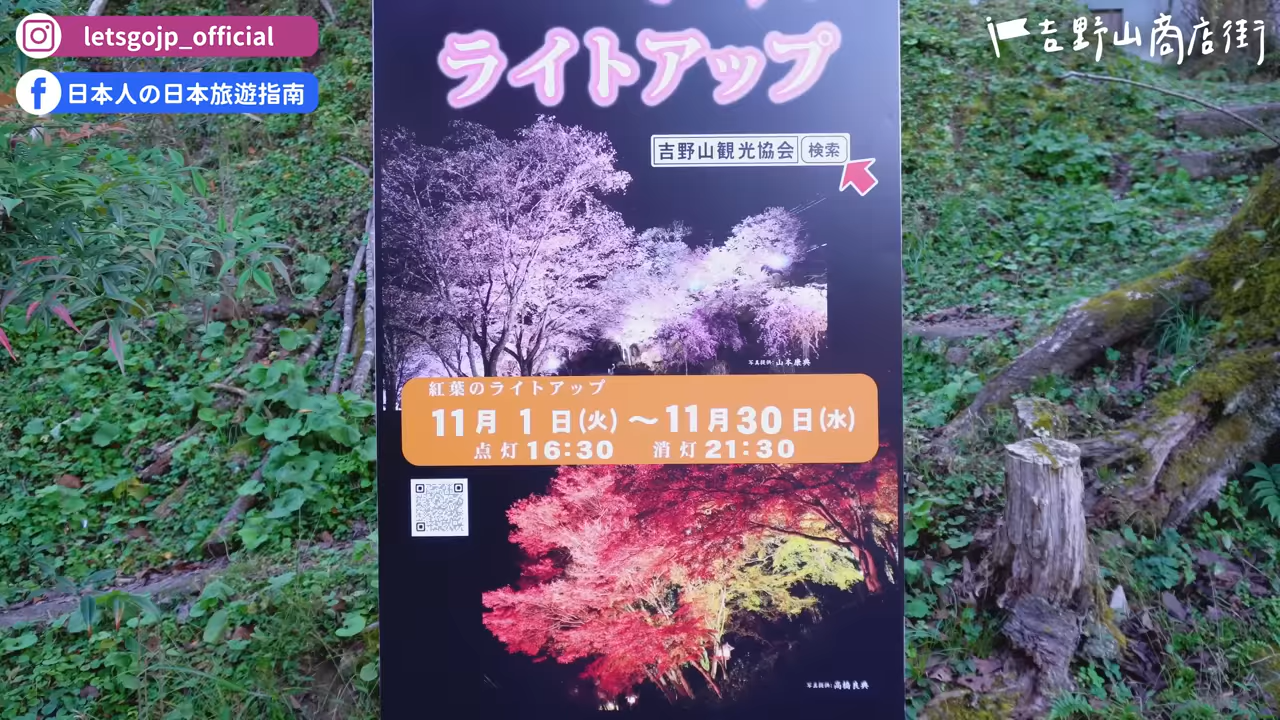 letsgojp_official
日本人の日本旅遊指南
吉野山商店街
ライトアップ
吉野山観光協会 検索
写真提供：山本康典
紅葉のライトアップ
11月 1日(火)～11月30日(水)
点灯16:30 消灯21:30
写真提供：高橋良典